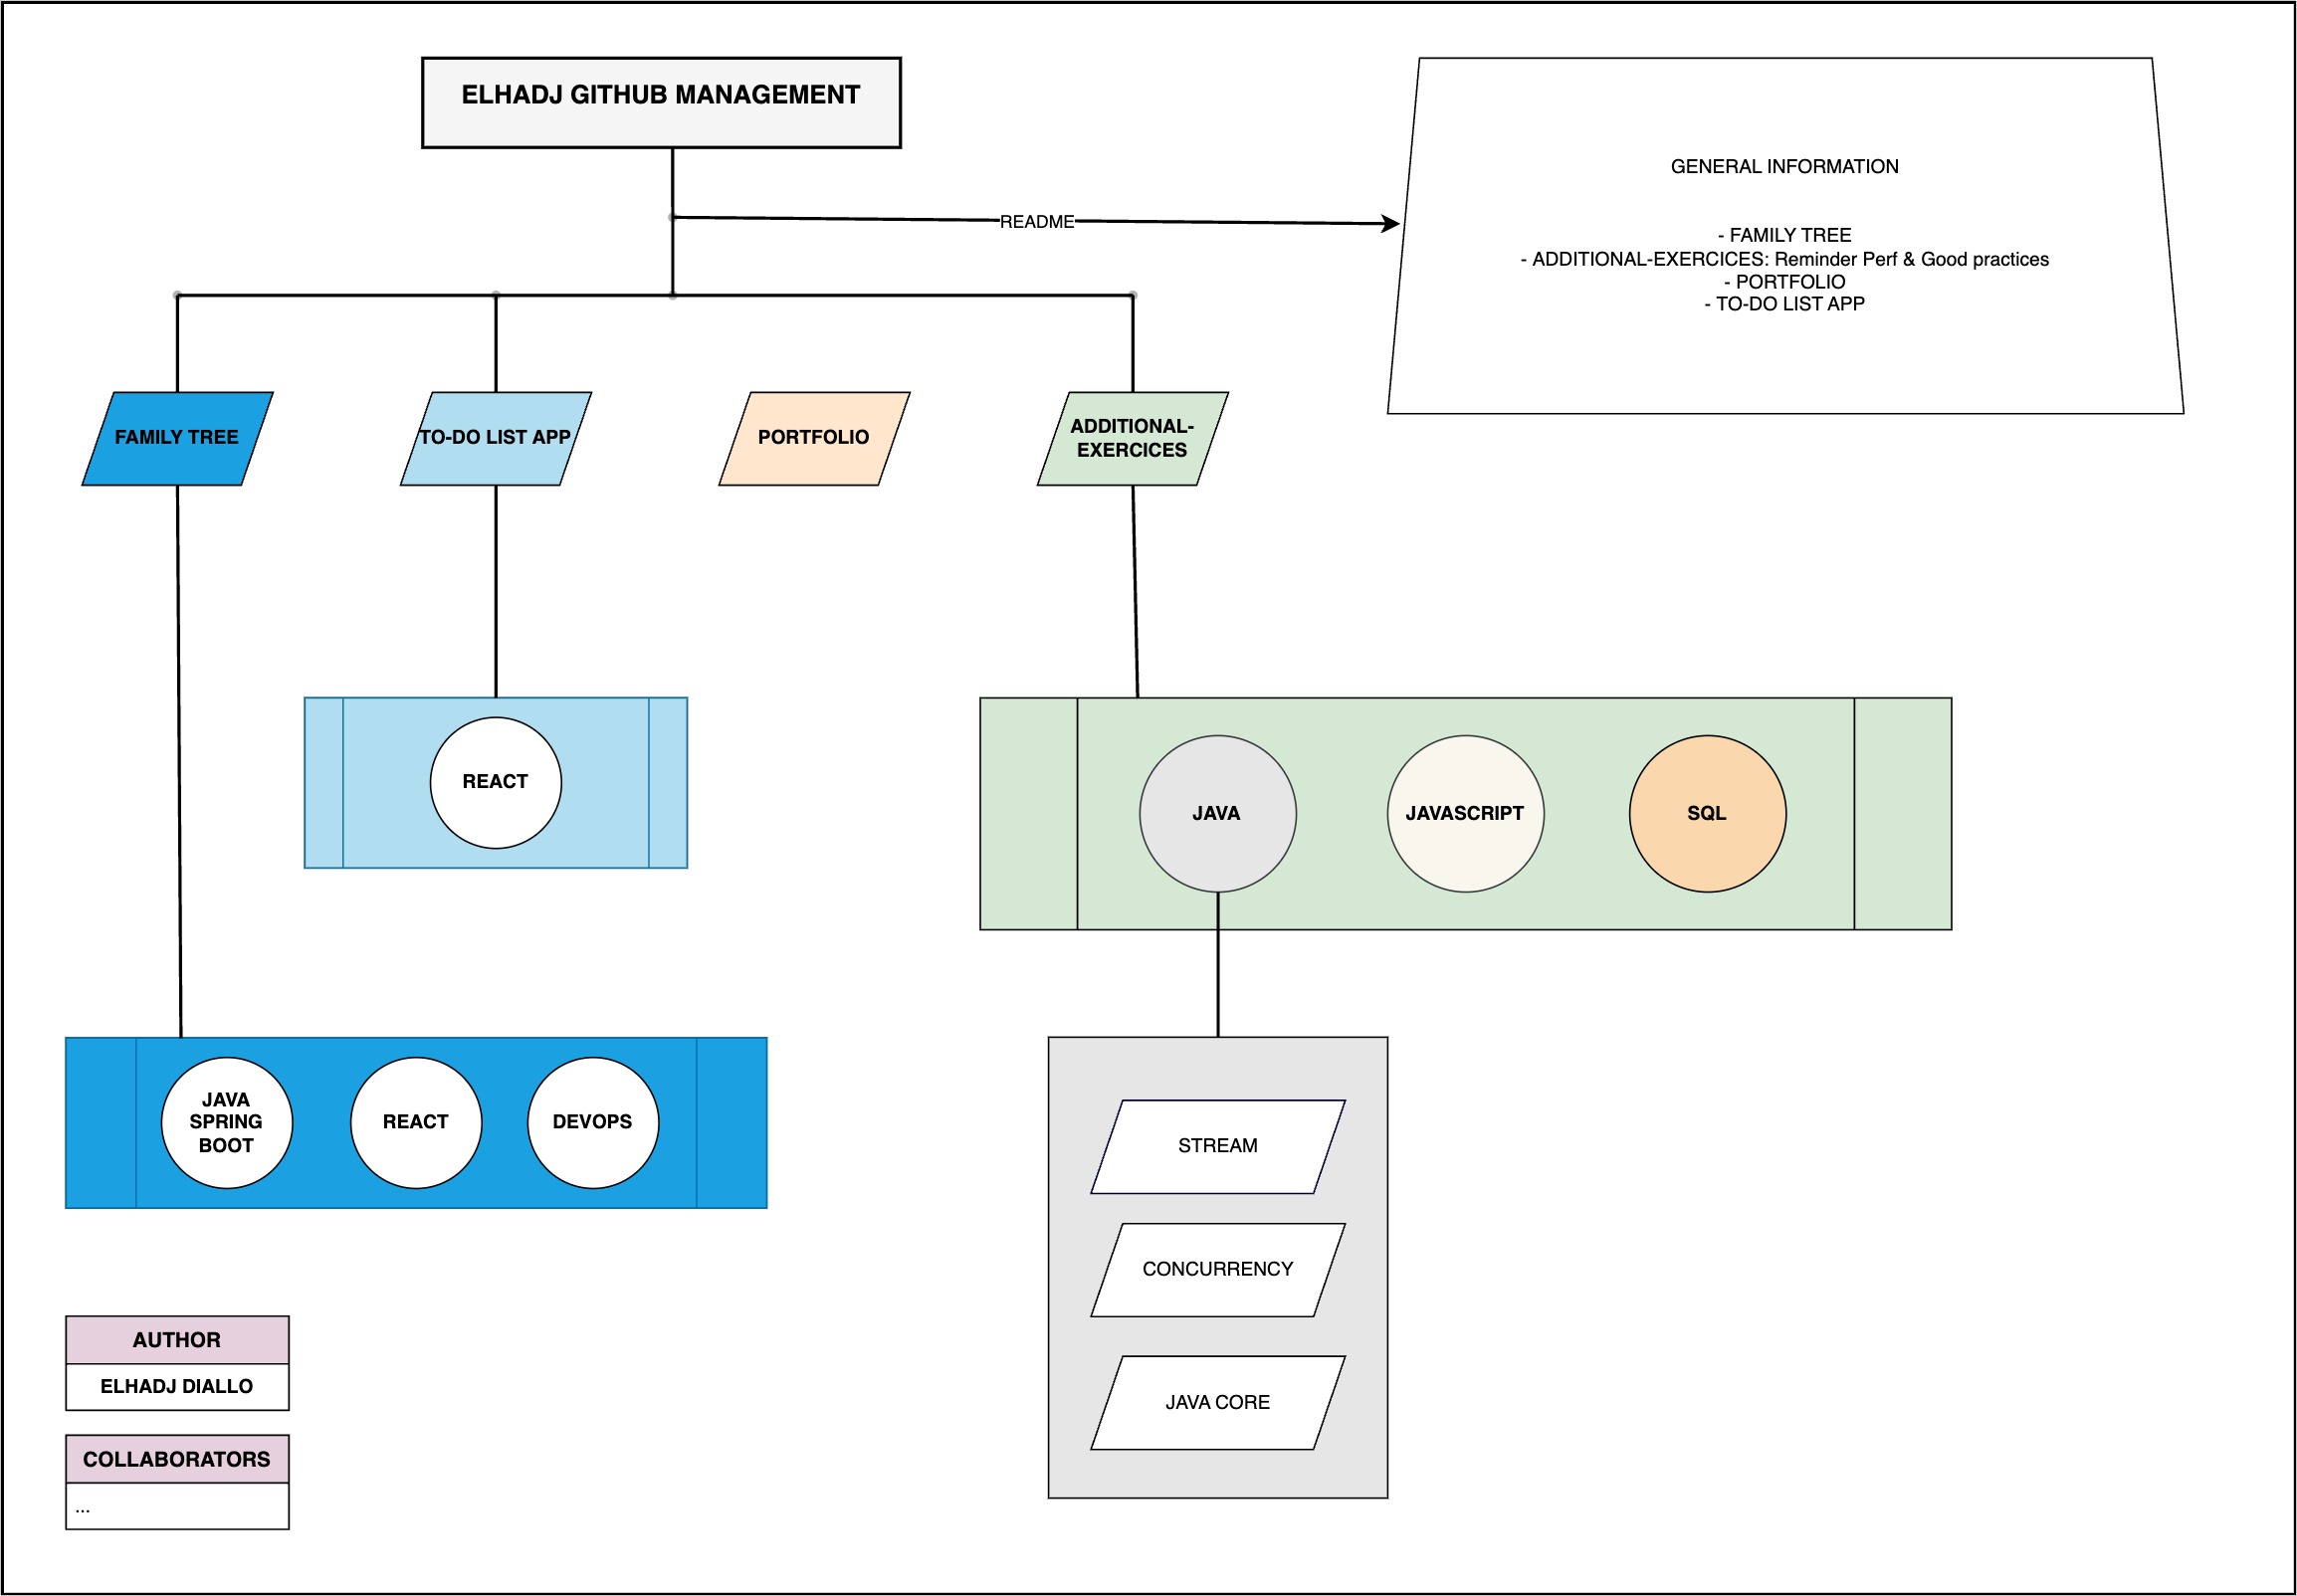 ELHADJ GITHUB MANAGEMENT
README
GENERAL INFORMATION
- FAMILY TREE
- ADDITIONAL-EXERCICES: Reminder Perf & Good practices
- PORTFOLIO
- TO-DO LIST APP
FAMILY TREE
TO-DO LIST APP
PORTFOLIO
ADDITIONAL-
EXERCICES
REACT
JAVA
JAVASCRIPT
SQL
JAVA
SPRING
BOOT
REACT
DEVOPS
STREAM
CONCURRENCY
JAVA CORE
AUTHOR
ELHADJ DIALLO
COLLABORATORS
...